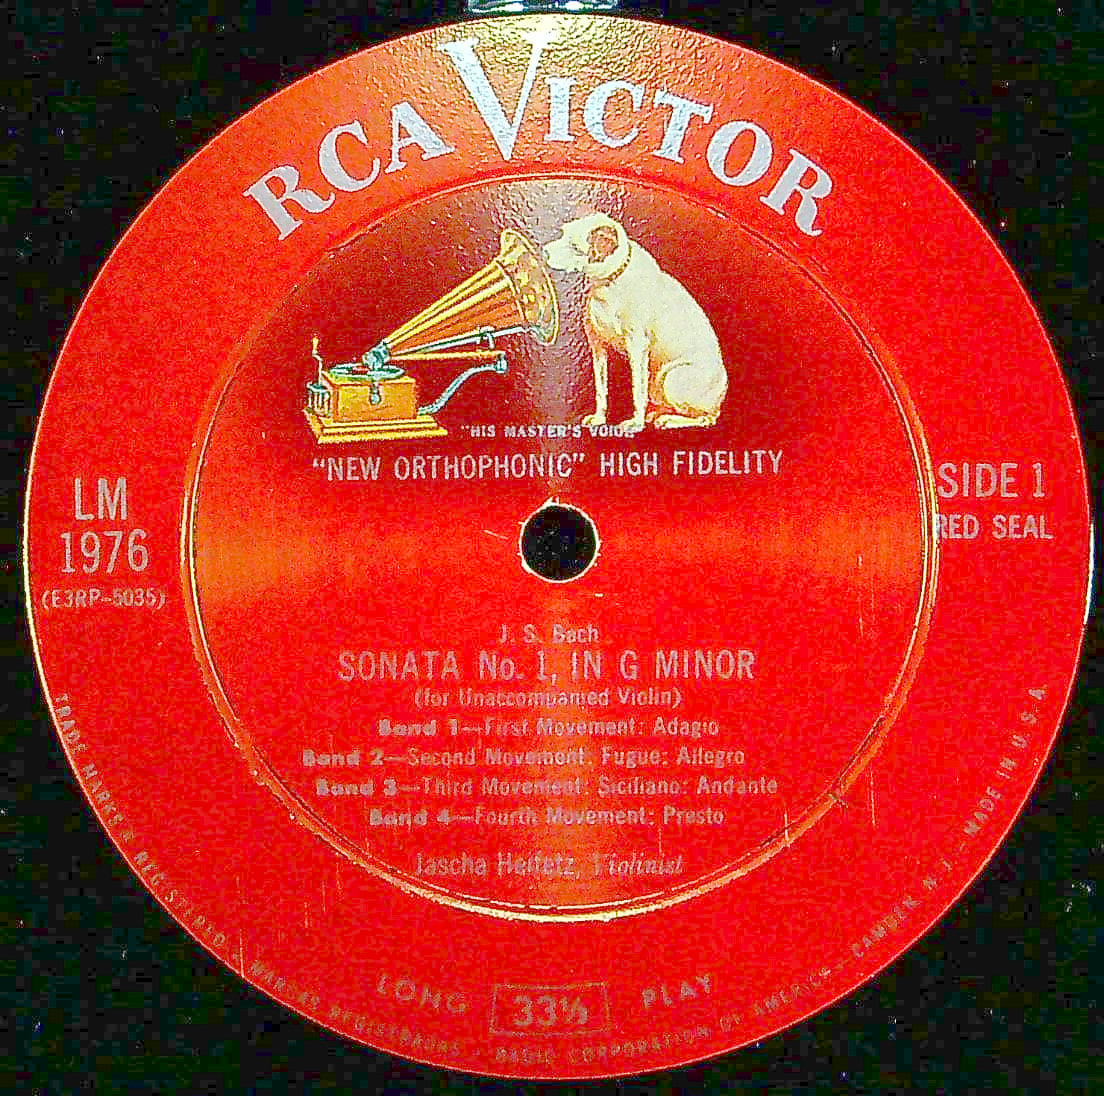 RCA VICTOR
"HIS MASTER'S VOICE"
"NEW ORTHOPHONIC" HIGH FIDELITY
LM
1976
(E3RP-5035)
SIDE 1
RED SEAL
J. S. Bach
SONATA No. 1, IN G MINOR
(for Unaccompanied Violin)
Band 1—First Movement: Adagio
Band 2—Second Movement: Fugue: Allegro
Band 3—Third Movement: Siciliano: Andante
Band 4—Fourth Movement: Presto
Jascha Heifetz, Violinist
LONG 33⅓ PLAY
TRADE MARKS ® REGISTERED • MARCAS REGISTRADAS • RADIO CORPORATION OF AMERICA - CAMDEN, N. J. - MADE IN U. S. A.